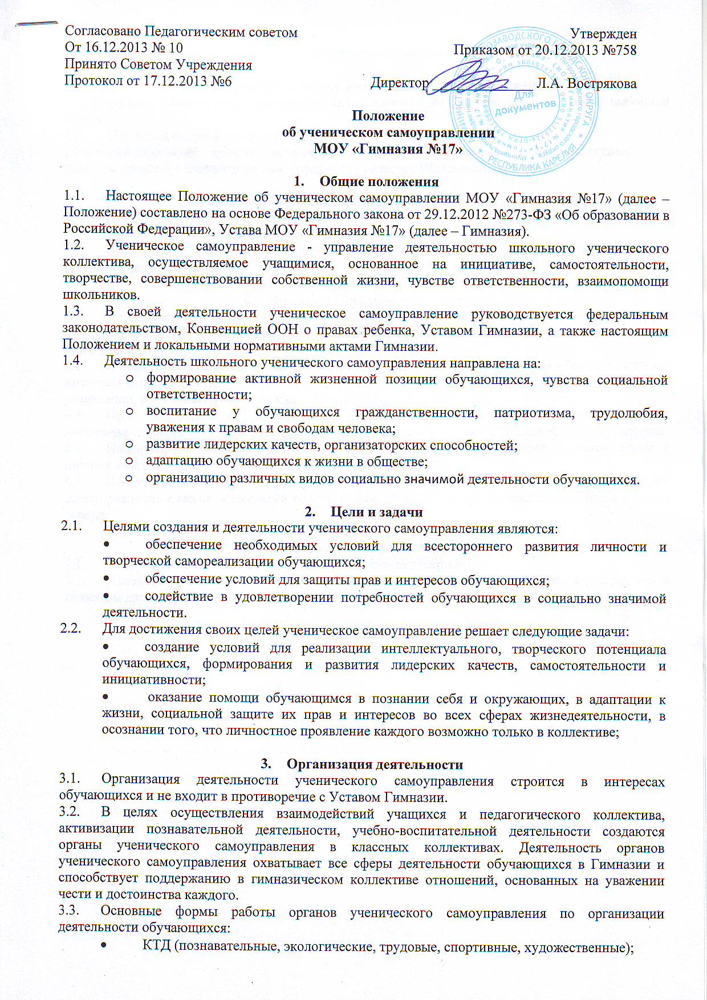 Согласовано Педагогическим советом
Утвержден
От 16.12.2013 № 10
Приказом от 20.12.2013 №758
Принято Советом Учреждения
Протокол от 17.12.2013 №6
Директор ______________ Л.А. Вострякова
Для
документов
РЕСПУБЛИКА КАРЕЛИЯ
Положение
об ученическом самоуправлении
МОУ «Гимназия №17»
1. Общие положения
1.1. Настоящее Положение об ученическом самоуправлении МОУ «Гимназия №17» (далее –
Положение) составлено на основе Федерального закона от 29.12.2012 №273-ФЗ «Об образовании в
Российской Федерации», Устава МОУ «Гимназия №17» (далее – Гимназия).
1.2. Ученическое самоуправление - управление деятельностью школьного ученического
коллектива, осуществляемое учащимися, основанное на инициативе, самостоятельности,
творчестве, совершенствовании собственной жизни, чувстве ответственности, взаимопомощи
школьников.
1.3. В своей деятельности ученическое самоуправление руководствуется федеральным
законодательством, Конвенцией ООН о правах ребенка, Уставом Гимназии, а также настоящим
Положением и локальными нормативными актами Гимназии.
1.4. Деятельность школьного ученического самоуправления направлена на:
o формирование активной жизненной позиции обучающихся, чувства социальной
ответственности;
o воспитание у обучающихся гражданственности, патриотизма, трудолюбия,
уважения к правам и свободам человека;
o развитие лидерских качеств, организаторских способностей;
o адаптацию обучающихся к жизни в обществе;
o организацию различных видов социально значимой деятельности обучающихся.
2. Цели и задачи
2.1. Целями создания и деятельности ученического самоуправления являются:
• обеспечение необходимых условий для всестороннего развития личности и
творческой самореализации обучающихся;
• обеспечение условий для защиты прав и интересов обучающихся;
• содействие в удовлетворении потребностей обучающихся в социально значимой
деятельности.
2.2. Для достижения своих целей ученическое самоуправление решает следующие задачи:
• создание условий для реализации интеллектуального, творческого потенциала
обучающихся, формирования и развития лидерских качеств, самостоятельности и
инициативности;
• оказание помощи обучающимся в познании себя и окружающих, в адаптации к
жизни, социальной защите их прав и интересов во всех сферах жизнедеятельности, в
осознании того, что личностное проявление каждого возможно только в коллективе;
3. Организация деятельности
3.1. Организация деятельности ученического самоуправления строится в интересах
обучающихся и не входит в противоречие с Уставом Гимназии.
3.2. В целях осуществления взаимодействий учащихся и педагогического коллектива,
активизации познавательной деятельности, учебно-воспитательной деятельности создаются
органы ученического самоуправления в классных коллективах. Деятельность органов
ученического самоуправления охватывает все сферы деятельности обучающихся в Гимназии и
способствует поддержанию в гимназическом коллективе отношений, основанных на уважении
чести и достоинства каждого.
3.3. Основные формы работы органов ученического самоуправления по организации
деятельности обучающихся:
• КТД (познавательные, экологические, трудовые, спортивные, художественные);